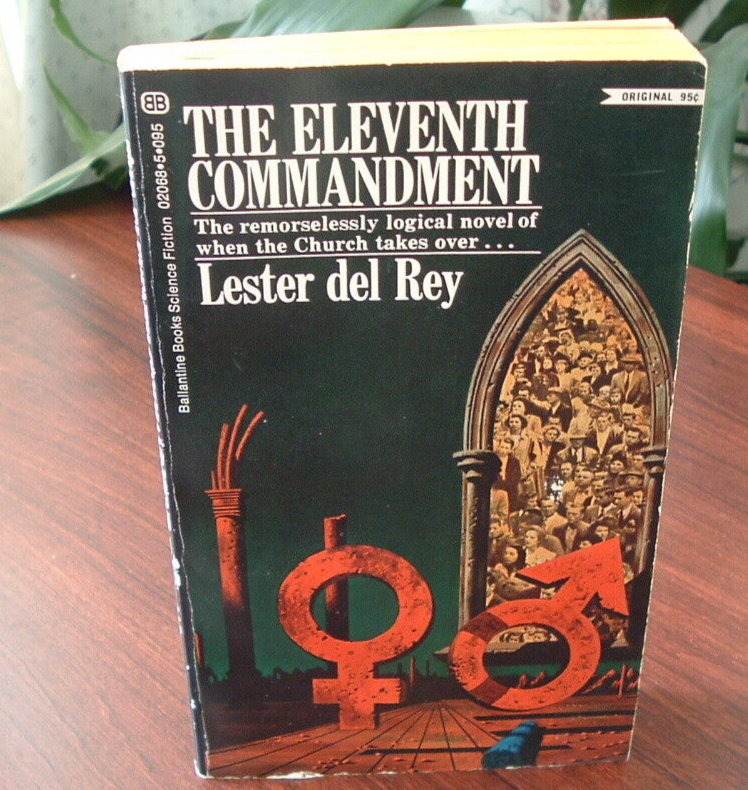 BB
ORIGINAL 95¢
THE ELEVENTH
COMMANDMENT
The remorselessly logical novel of
when the Church takes over...
Lester del Rey
Ballantine Books Science Fiction 02068•5•095